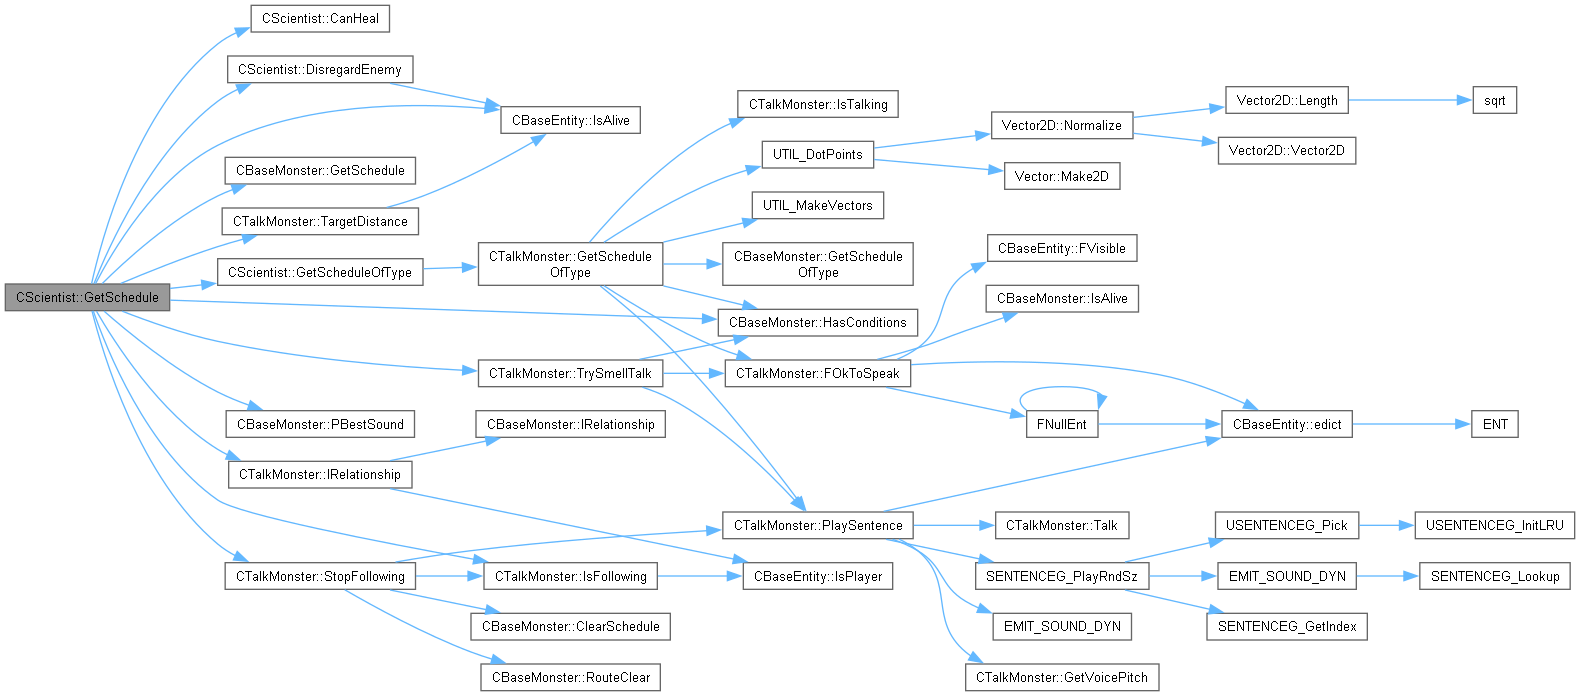 CScientist::GetSchedule
CScientist::CanHeal
CScientist::DisregardEnemy
CBaseEntity::IsAlive
CBaseMonster::GetSchedule
CTalkMonster::TargetDistance
CScientist::GetScheduleOfType
CTalkMonster::GetSchedule
OfType
CTalkMonster::IsTalking
UTIL_DotPoints
Vector2D::Normalize
Vector2D::Length
sqrt
Vector2D::Vector2D
Vector::Make2D
UTIL_MakeVectors
CBaseMonster::GetSchedule
OfType
CBaseMonster::HasConditions
CTalkMonster::TrySmellTalk
CTalkMonster::FOkToSpeak
CBaseEntity::FVisible
CBaseMonster::IsAlive
FNullEnt
CBaseEntity::edict
ENT
CBaseMonster::PBestSound
CTalkMonster::IRelationship
CBaseMonster::IRelationship
CTalkMonster::StopFollowing
CTalkMonster::IsFollowing
CBaseEntity::IsPlayer
CBaseMonster::ClearSchedule
CBaseMonster::RouteClear
CTalkMonster::PlaySentence
CTalkMonster::Talk
SENTENCEG_PlayRndSz
USENTENCEG_Pick
USENTENCEG_InitLRU
EMIT_SOUND_DYN
SENTENCEG_Lookup
SENTENCEG_GetIndex
EMIT_SOUND_DYN
CTalkMonster::GetVoicePitch